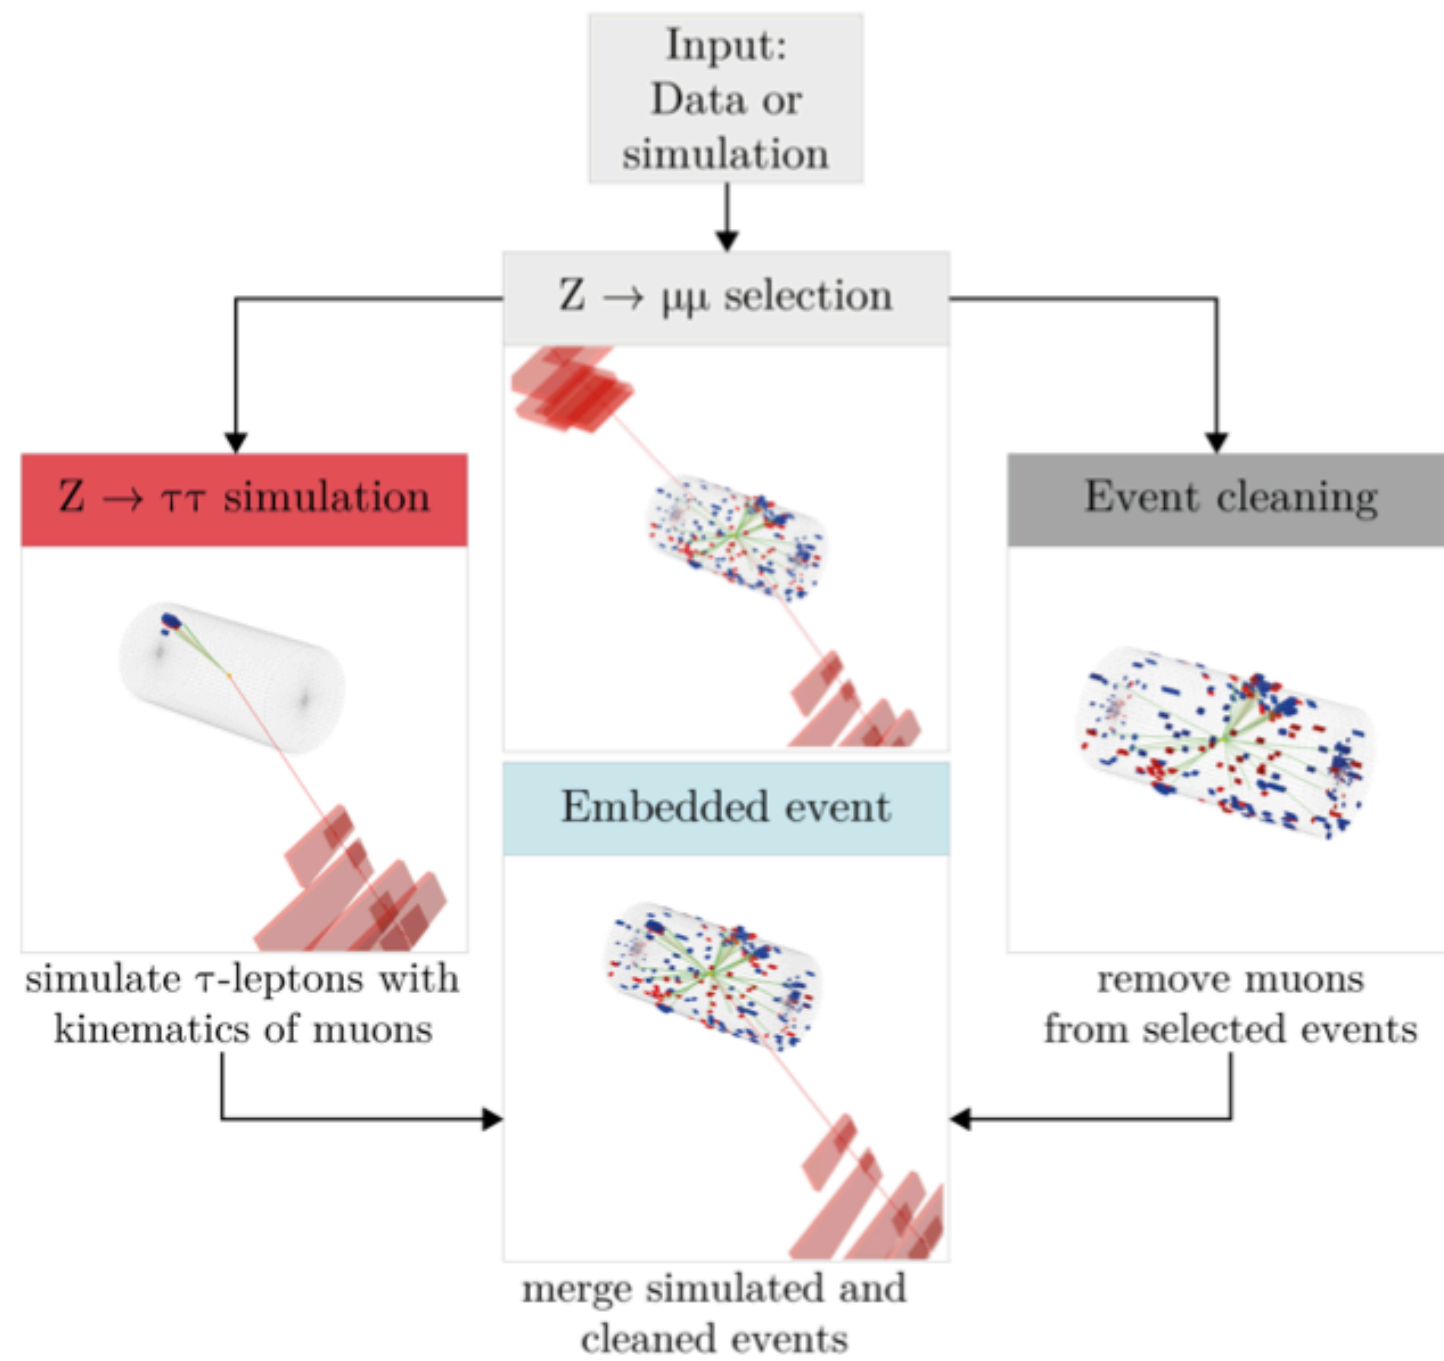 Input:
Data or
simulation
Z → μμ selection
Z → ττ simulation
Event cleaning
Embedded event
simulate τ-leptons with
kinematics of muons
remove muons
from selected events
merge simulated and
cleaned events